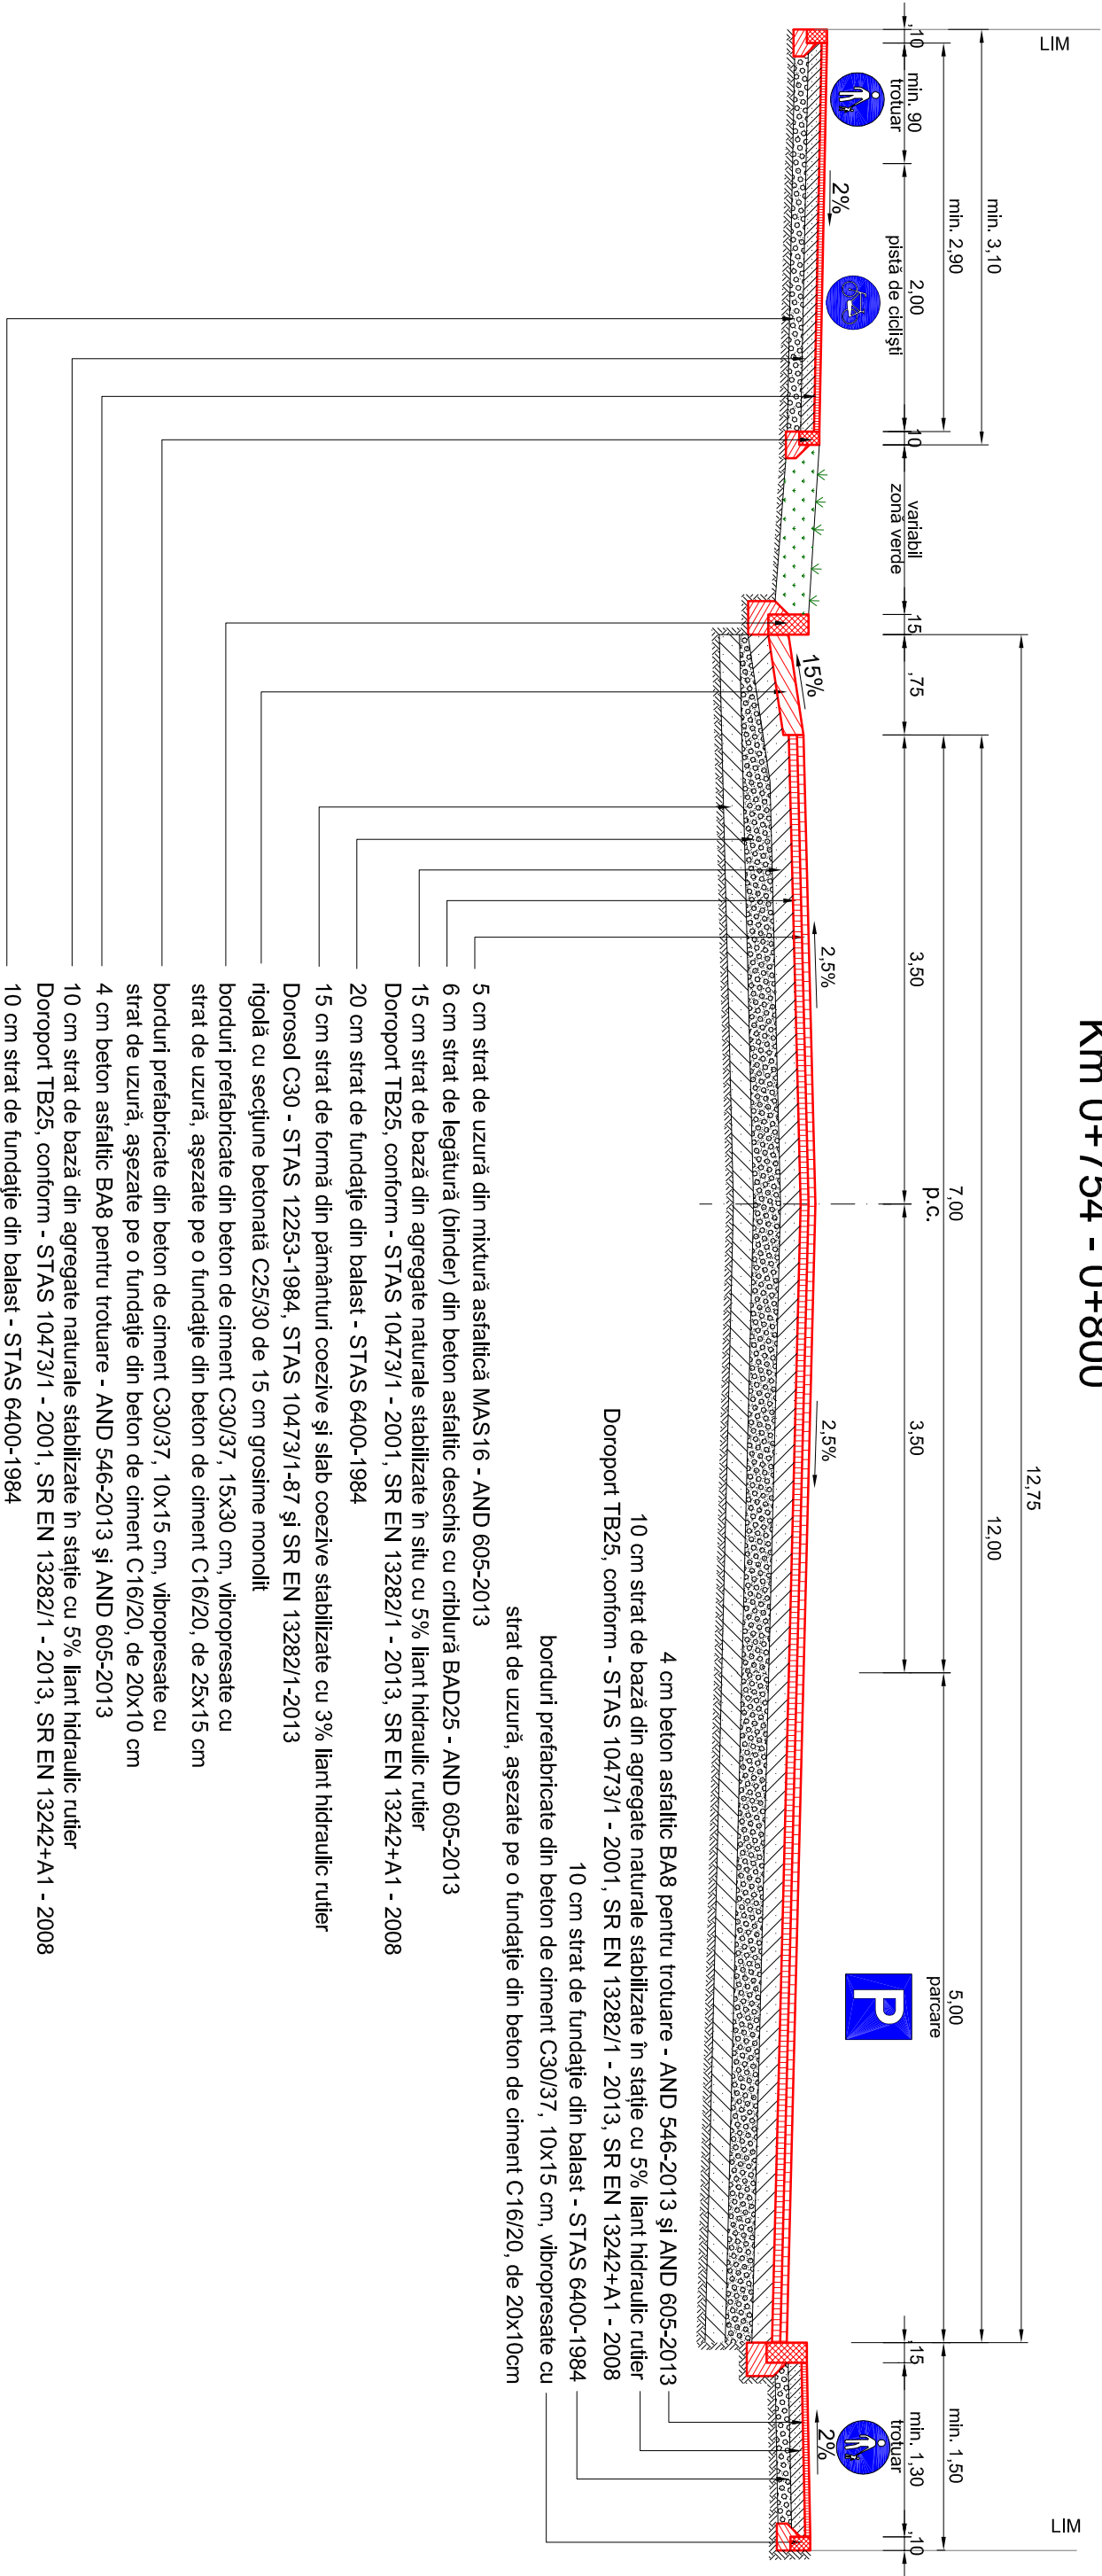 Km 0+754 - 0+800
LIM
LIM
12,75
12,00
min. 3,10
min. 2,90
7,00
p.c.
5,00
parcare
min. 1,50
,10
min. 90
trotuar
2,00
pistă de ciclişti
10
variabil
zonă verde
15
,75
3,50
3,50
,15
min. 1,30
trotuar
,10
2%
15%
2,5%
2,5%
P
2%
4 cm beton asfaltic BA8 pentru trotuare - AND 546-2013 şi AND 605-2013
10 cm strat de bază din agregate naturale stabilizate în staţie cu 5% liant hidraulic rutier
Doroport TB25, conform - STAS 10473/1 - 2001, SR EN 13282/1 - 2013, SR EN 13242+A1 - 2008
10 cm strat de fundaţie din balast - STAS 6400-1984
borduri prefabricate din beton de ciment C30/37, 10x15 cm, vibropresate cu
strat de uzură, aşezate pe o fundaţie din beton de ciment C16/20, de 20x10cm
5 cm strat de uzură din mixtură asfaltică MAS16 - AND 605-2013
6 cm strat de legătură (binder) din beton asfaltic deschis cu criblură BAD25 - AND 605-2013
15 cm strat de bază din agregate naturale stabilizate în situ cu 5% liant hidraulic rutier
Doroport TB25, conform - STAS 10473/1 - 2001, SR EN 13282/1 - 2013, SR EN 13242+A1 - 2008
20 cm strat de fundaţie din balast - STAS 6400-1984
15 cm strat de formă din pământuri coezive şi slab coezive stabilizate cu 3% liant hidraulic rutier
Dorosol C30 - STAS 12253-1984, STAS 10473/1-87 şi SR EN 13282/1-2013
rigolă cu secţiune betonată C25/30 de 15 cm grosime monolit
borduri prefabricate din beton de ciment C30/37, 15x30 cm, vibropresate cu
strat de uzură, aşezate pe o fundaţie din beton de ciment C16/20, de 25x15 cm
borduri prefabricate din beton de ciment C30/37, 10x15 cm, vibropresate cu
strat de uzură, aşezate pe o fundaţie din beton de ciment C16/20, de 20x10 cm
4 cm beton asfaltic BA8 pentru trotuare - AND 546-2013 şi AND 605-2013
10 cm strat de bază din agregate naturale stabilizate în staţie cu 5% liant hidraulic rutier
Doroport TB25, conform - STAS 10473/1 - 2001, SR EN 13282/1 - 2013, SR EN 13242+A1 - 2008
10 cm strat de fundaţie din balast - STAS 6400-1984